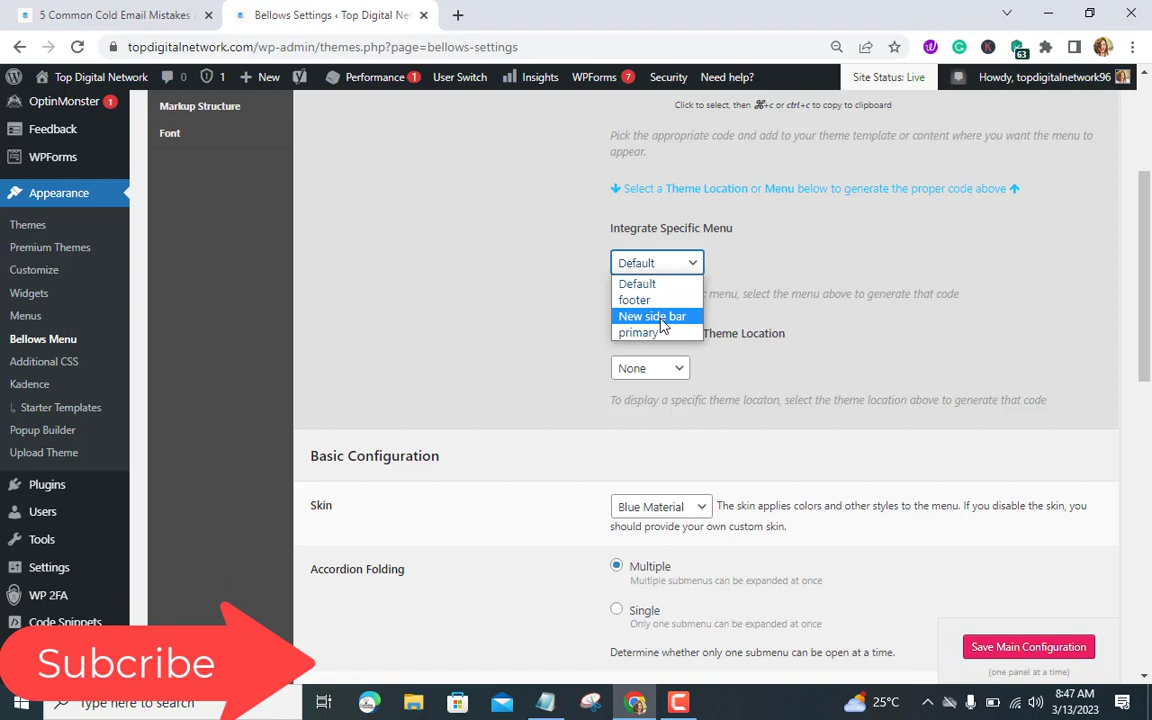 5 Common Cold Email Mistakes
Bellows Settings ‹ Top Digital Ne
topdigitalnetwork.com/wp-admin/themes.php?page=bellows-settings
63
Top Digital Network
0
1
New
Performance 1
User Switch
Insights
WPForms 7
Security
Need help?
Site Status: Live
Howdy, topdigitalnetwork96
OptinMonster 1
Feedback
WPForms
Appearance
Themes
Premium Themes
Customize
Widgets
Menus
Bellows Menu
Additional CSS
Kadence
↳ Starter Templates
Popup Builder
Upload Theme
Plugins
Users
Tools
Settings
WP 2FA
Code Snippets
Markup Structure
Font
Click to select, then ⌘+c or ctrl+c to copy to clipboard
Pick the appropriate code and add to your theme template or content where you want the menu to
appear.
Select a Theme Location or Menu below to generate the proper code above
Integrate Specific Menu
Default
Default
footer
New side bar
primary
menu, select the menu above to generate that code
Theme Location
None
To display a specific theme locaton, select the theme location above to generate that code
Basic Configuration
Skin
Blue Material
The skin applies colors and other styles to the menu. If you disable the skin, you
should provide your own custom skin.
Accordion Folding
Multiple
Multiple submenus can be expanded at once
Single
Only one submenu can be expanded at once
Determine whether only one submenu can be open at a time.
Save Main Configuration
(one panel at a time)
Subcribe
Type here to search
25°C
8:47 AM
3/13/2023